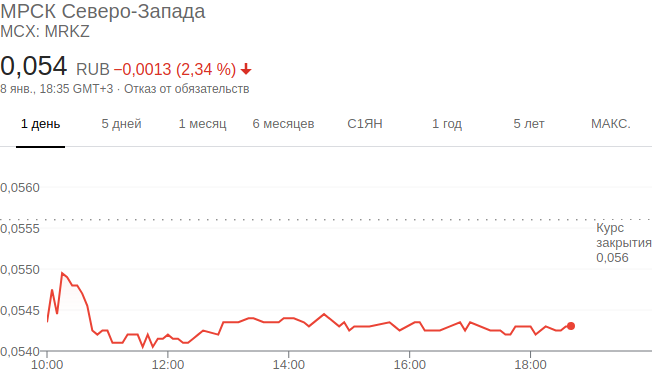 МРСК Северо-Запада
MCX: MRKZ
0,054 RUB −0,0013 (2,34 %)
8 янв., 18:35 GMT+3 · Отказ от обязательств
1 день 5 дней 1 месяц 6 месяцев С1ЯН 1 год 5 лет МАКС.
0,0560
0,0555
Курс
закрытия
0,056
0,0550
0,0545
0,0540
10:00 12:00 14:00 16:00 18:00